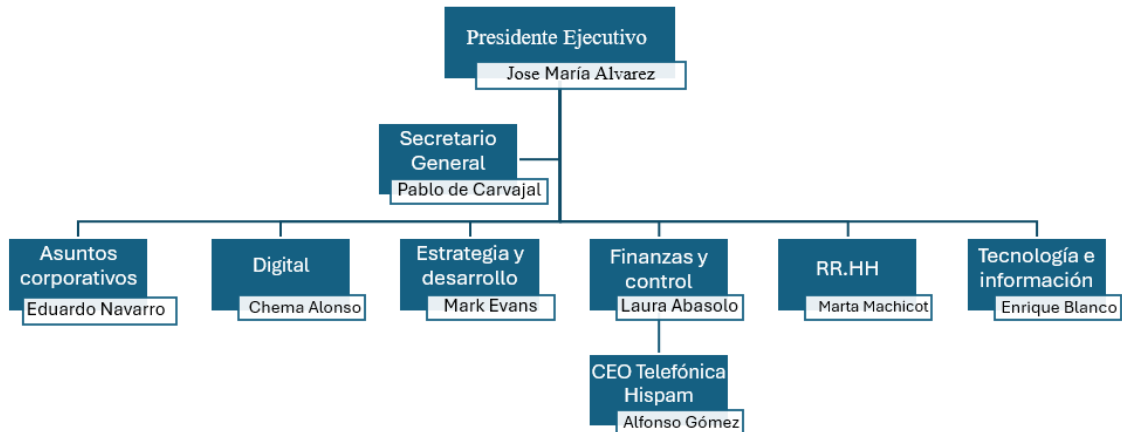 Presidente Ejecutivo
Jose María Alvarez
Secretario
General
Pablo de Carvajal
Asuntos
corporativos
Eduardo Navarro
Digital
Chema Alonso
Estrategia y
desarrollo
Mark Evans
Finanzas y
control
Laura Abasolo
RR.HH
Marta Machicot
Tecnología e
información
Enrique Blanco
CEO Telefónica
Hispam
Alfonso Gómez